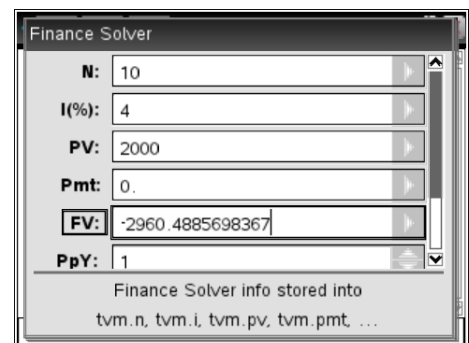 Finance Solver
N: 10
I(%): 4
PV: 2000
Pmt: 0.
FV: -2960.4885698367
PpY: 1
Finance Solver info stored into
tvm.n, tvm.i, tvm.pv, tvm.pmt, ...